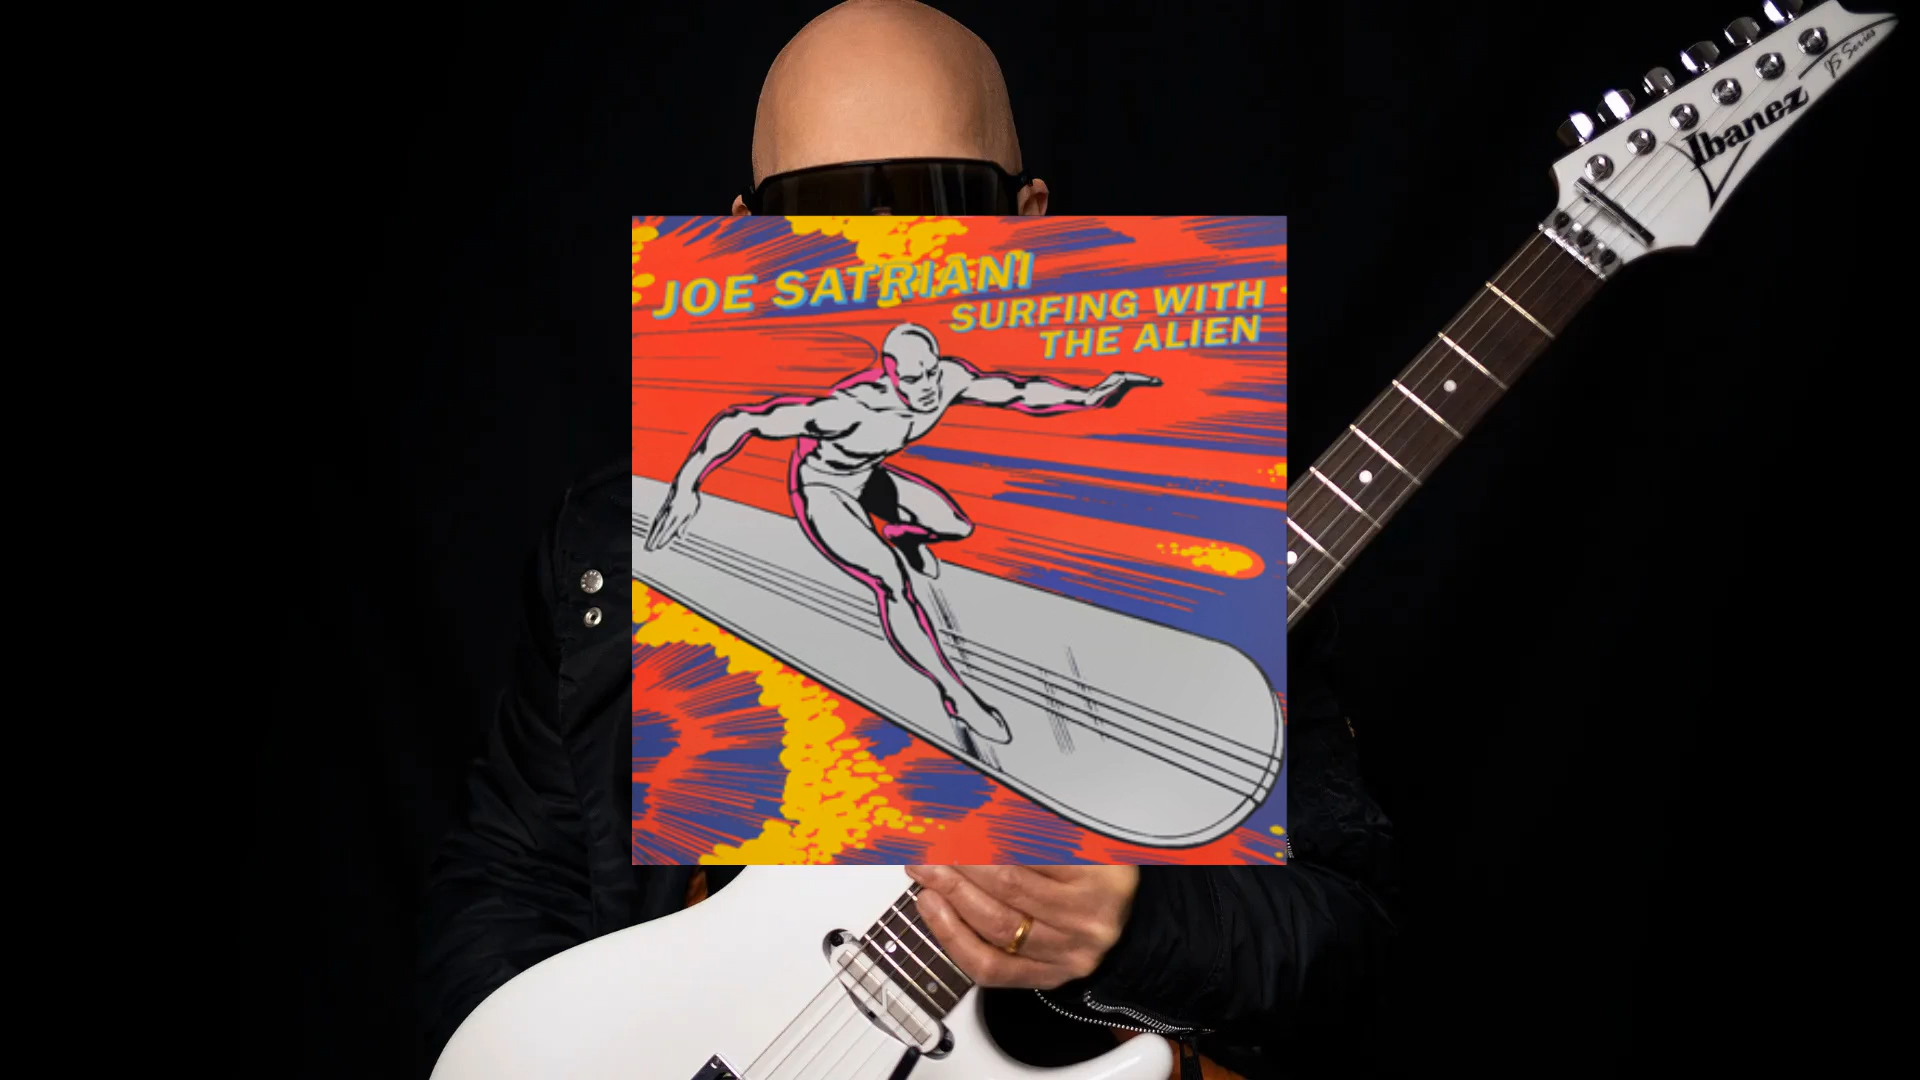 JS Series
Ibanez
JOE SATRIANI
SURFING WITH
THE ALIEN